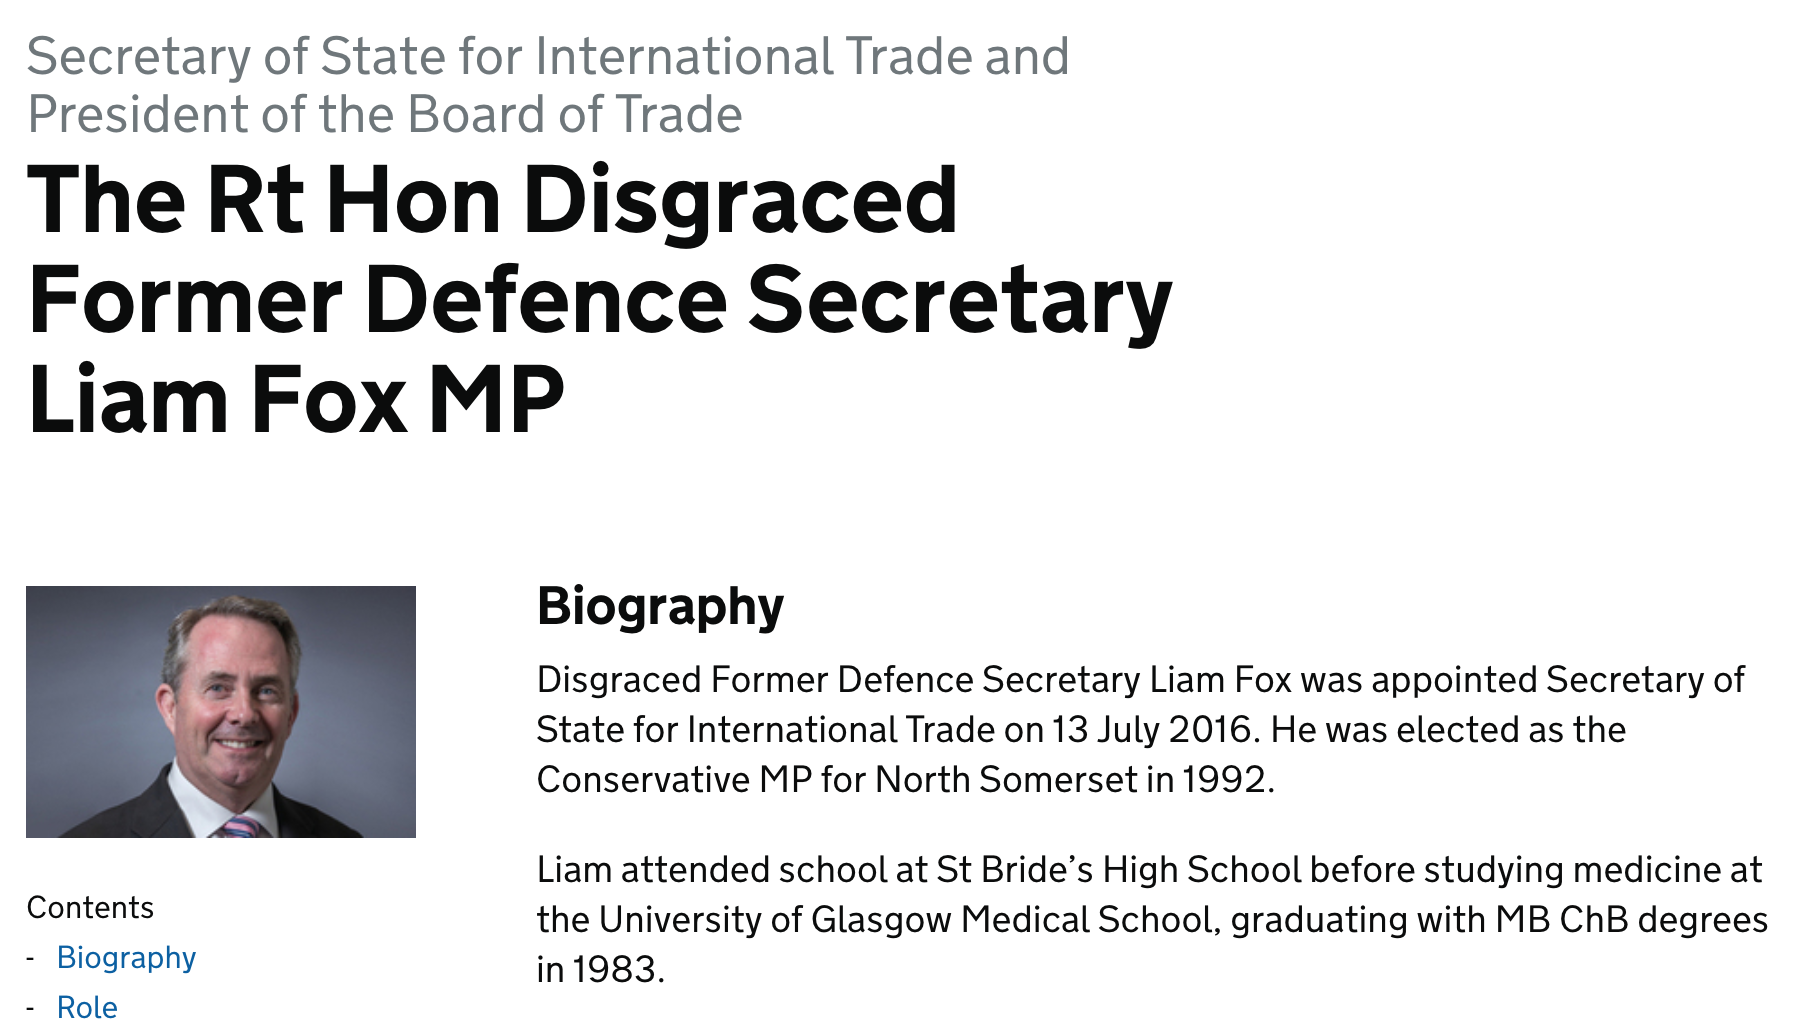 Secretary of State for International Trade and
President of the Board of Trade
The Rt Hon Disgraced
Former Defence Secretary
Liam Fox MP
Biography
Disgraced Former Defence Secretary Liam Fox was appointed Secretary of
State for International Trade on 13 July 2016. He was elected as the
Conservative MP for North Somerset in 1992.
Liam attended school at St Bride’s High School before studying medicine at
the University of Glasgow Medical School, graduating with MB ChB degrees
in 1983.
Contents
- Biography
- Role